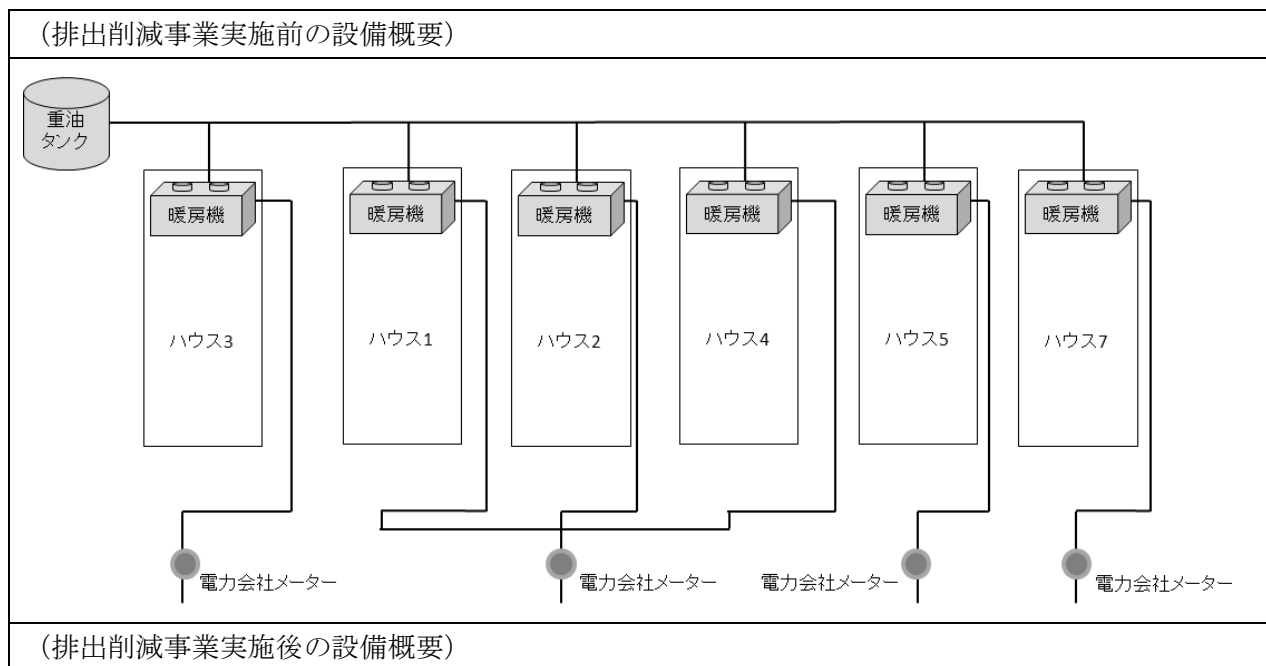 （排出削減事業実施前の設備概要）
重油
タンク
暖房機
暖房機
暖房機
暖房機
暖房機
暖房機
ハウス3
ハウス1
ハウス2
ハウス4
ハウス5
ハウス7
電力会社メーター
電力会社メーター
電力会社メーター
電力会社メーター
（排出削減事業実施後の設備概要）